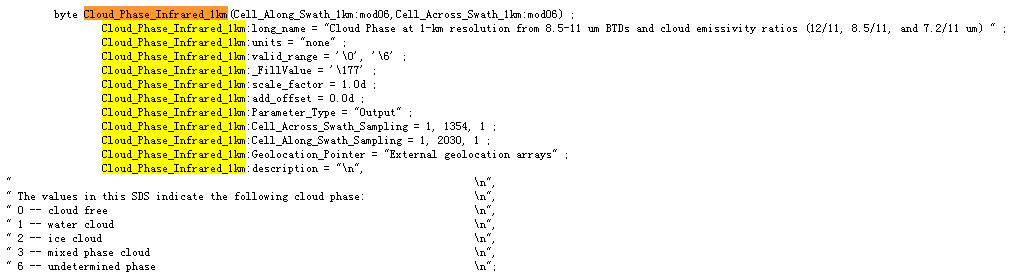 byte Cloud_Phase_Infrared_1km(Cell_Along_Swath_1km:mod06,Cell_Across_Swath_1km:mod06) ;
Cloud_Phase_Infrared_1km:long_name = "Cloud Phase at 1-km resolution from 8.5-11 um BTDs and cloud emissivity ratios (12/11, 8.5/11, and 7.2/11 um) " ;
Cloud_Phase_Infrared_1km:units = "none" ;
Cloud_Phase_Infrared_1km:valid_range = '\0', '\6' ;
Cloud_Phase_Infrared_1km:_FillValue = '\177' ;
Cloud_Phase_Infrared_1km:scale_factor = 1.0d ;
Cloud_Phase_Infrared_1km:add_offset = 0.0d ;
Cloud_Phase_Infrared_1km:Parameter_Type = "Output" ;
Cloud_Phase_Infrared_1km:Cell_Across_Swath_Sampling = 1, 1354, 1 ;
Cloud_Phase_Infrared_1km:Cell_Along_Swath_Sampling = 1, 2030, 1 ;
Cloud_Phase_Infrared_1km:Geolocation_Pointer = "External geolocation arrays" ;
Cloud_Phase_Infrared_1km:description = "\n",
" \n",
" The values in this SDS indicate the following cloud phase: \n",
" 0 -- cloud free \n",
" 1 -- water cloud \n",
" 2 -- ice cloud \n",
" 3 -- mixed phase cloud \n",
" 6 -- undetermined phase \n";